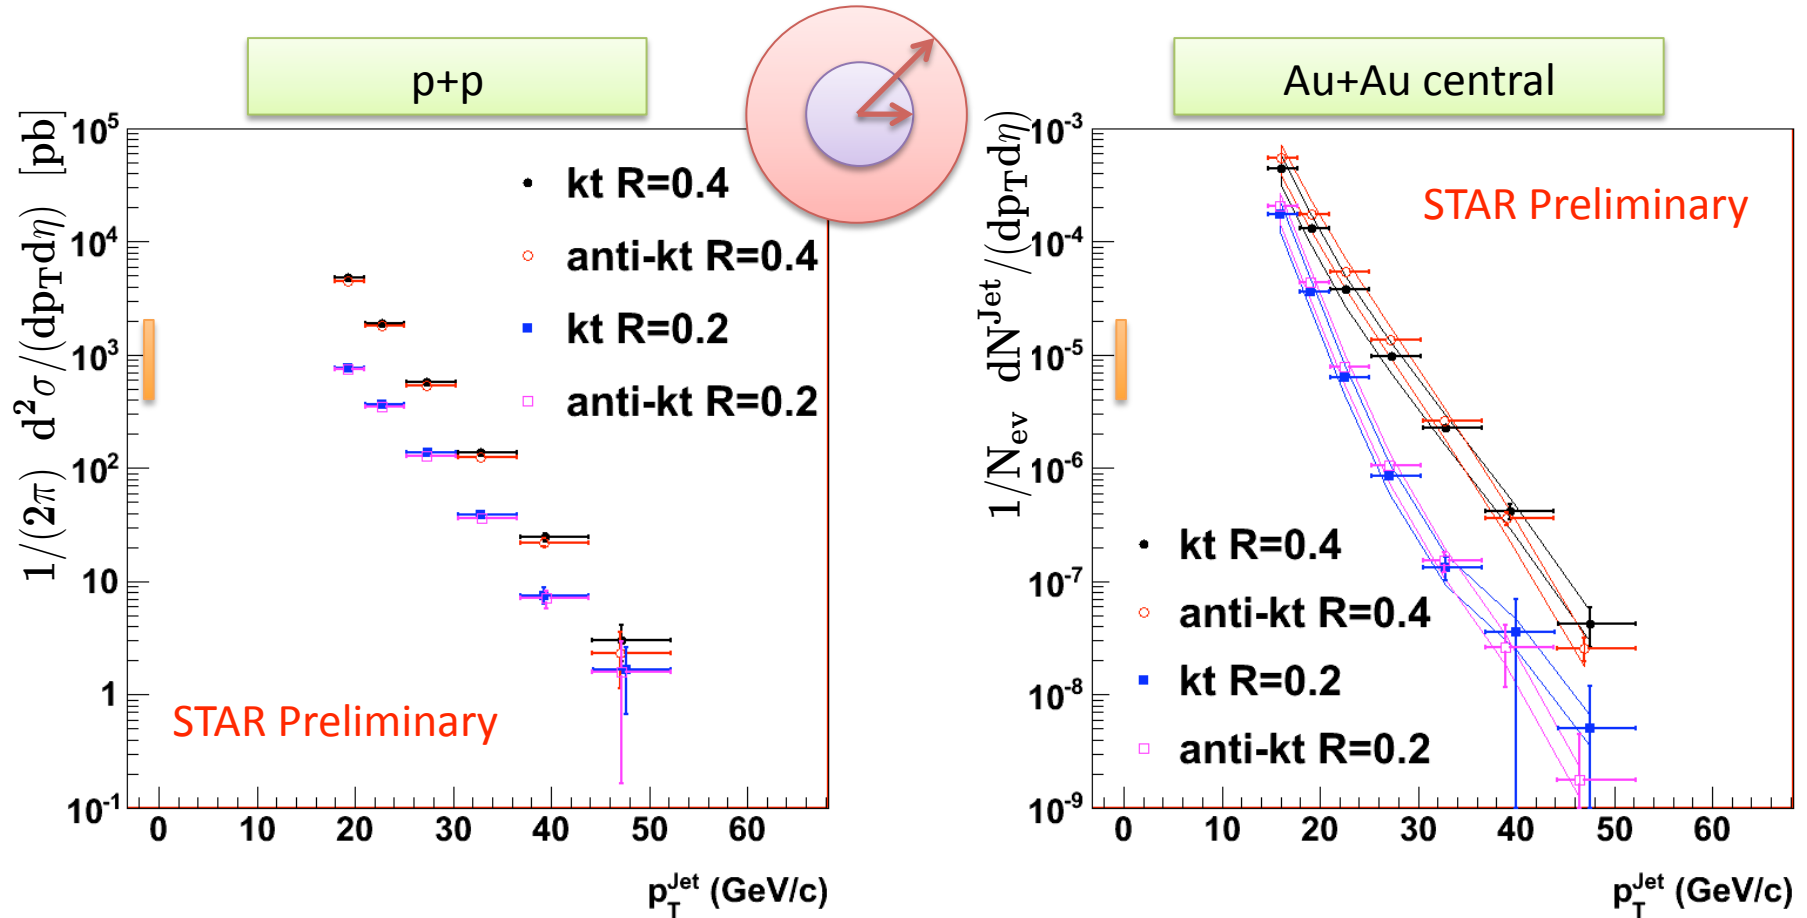 p+p
1/(2π) d²σ/(dp_T dη) [pb]
10⁵
10⁴
10³
10²
10
1
10⁻¹
kt R=0.4
anti-kt R=0.4
kt R=0.2
anti-kt R=0.2
STAR Preliminary
0 10 20 30 40 50 60
p_T^Jet (GeV/c)
Au+Au central
1/N_ev dN^Jet/(dp_T dη)
10⁻³
10⁻⁴
10⁻⁵
10⁻⁶
10⁻⁷
10⁻⁸
10⁻⁹
STAR Preliminary
kt R=0.4
anti-kt R=0.4
kt R=0.2
anti-kt R=0.2
0 10 20 30 40 50 60
p_T^Jet (GeV/c)